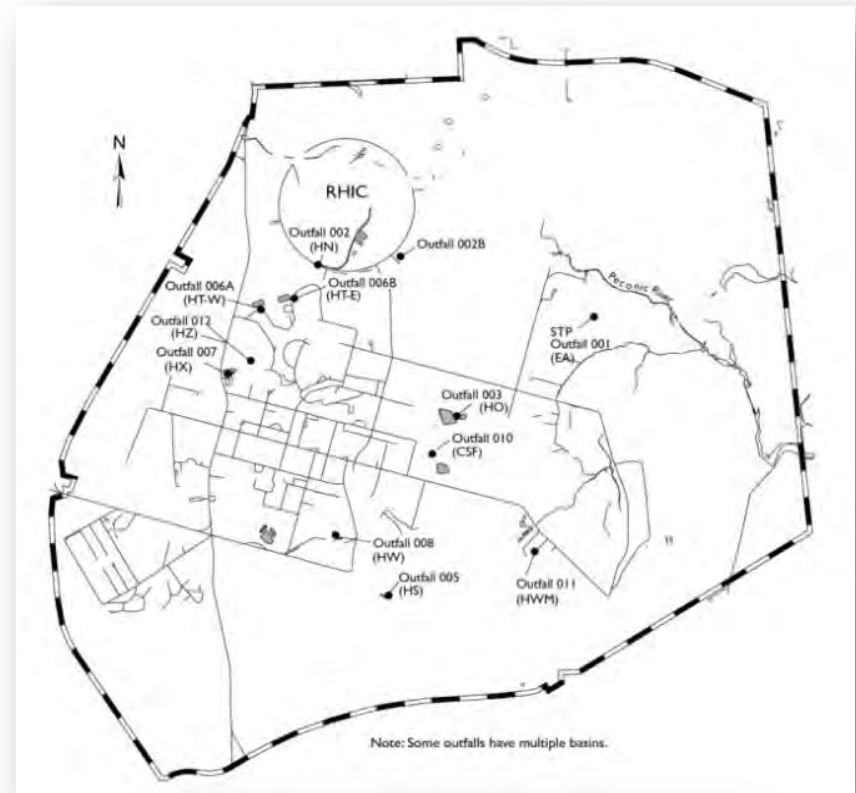 N
RHIC
Outfall 002
(HN)
Outfall 002B
Outfall 006A
(HT-W)
Outfall 006B
(HT-E)
Outfall 012
(HZ)
Outfall 007
(HX)
Peconic River
STP
Outfall 001
(EA)
Outfall 003
(HO)
Outfall 010
(CSF)
Outfall 008
(HW)
Outfall 005
(HS)
Outfall 011
(HWM)
Note: Some outfalls have multiple basins.